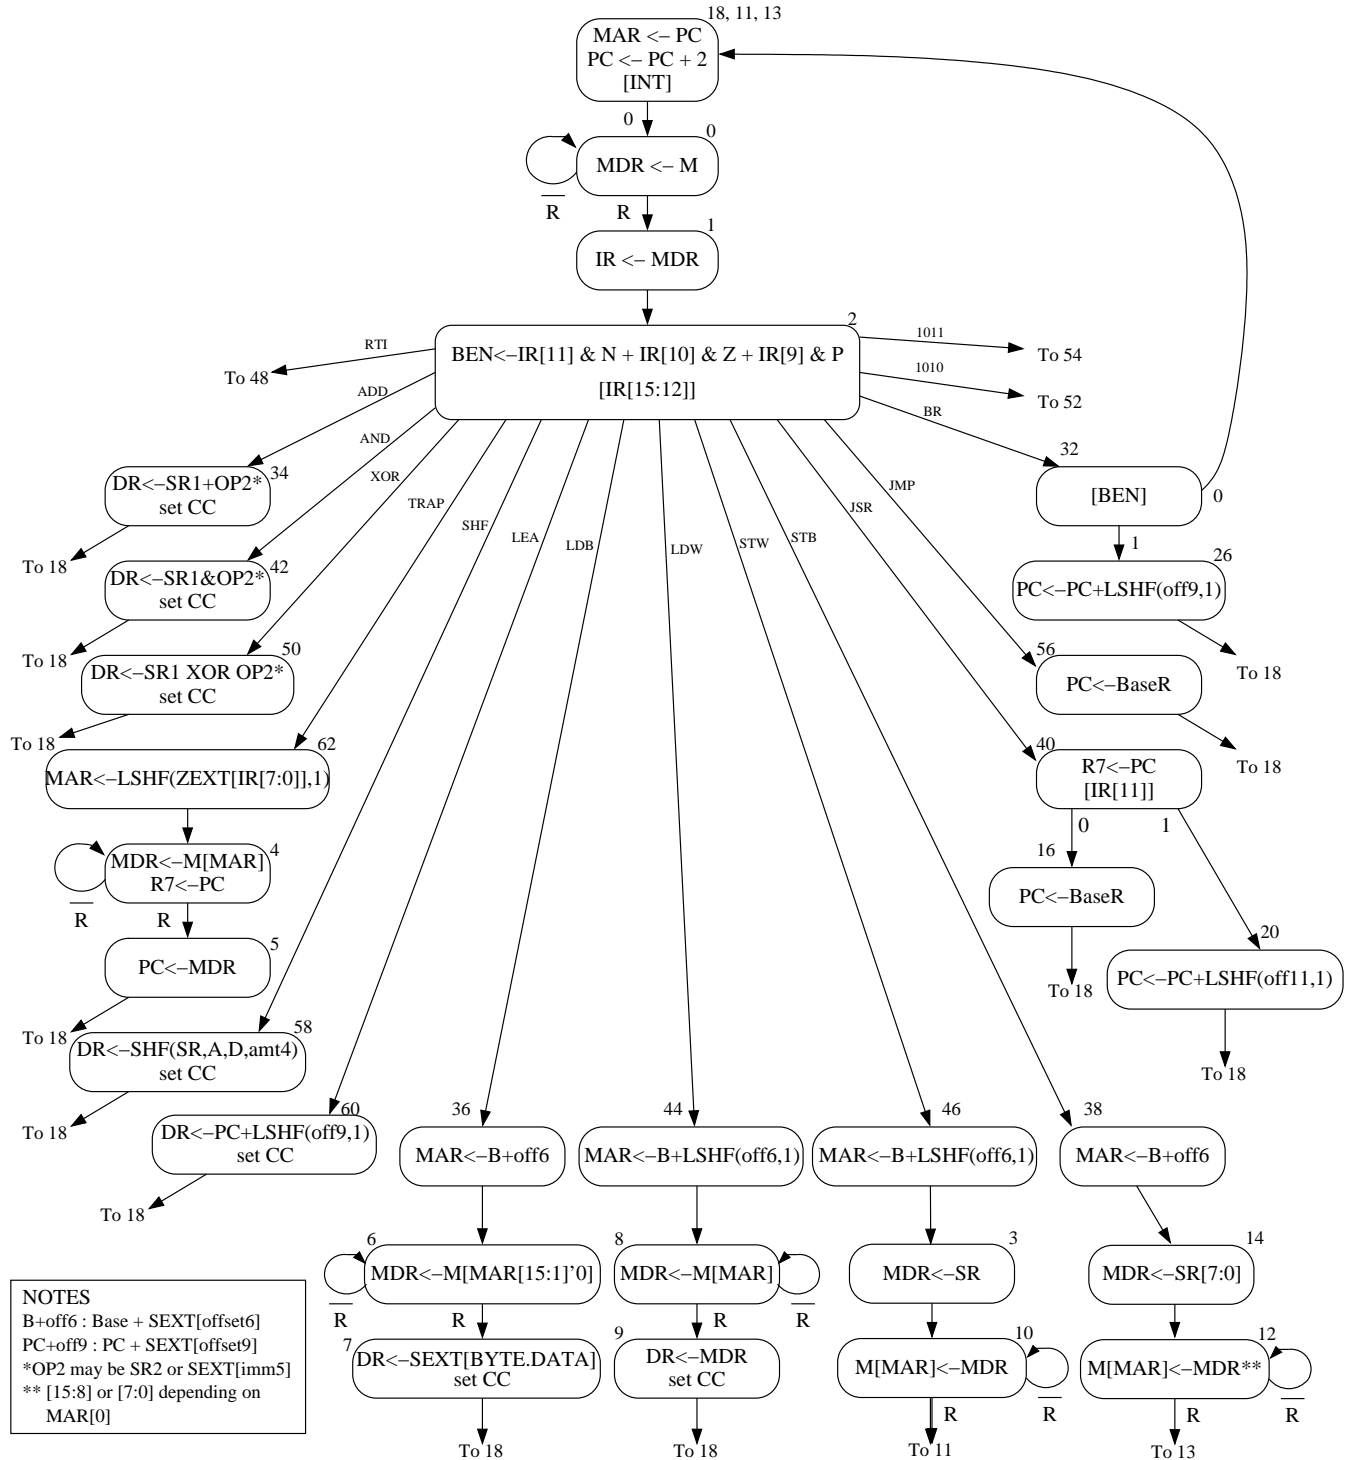 18, 11, 13
MAR <− PC
PC <− PC + 2
[INT]
0
0
MDR <− M
R
R
1
IR <− MDR
2
BEN<−IR[11] & N + IR[10] & Z + IR[9] & P
[IR[15:12]]
RTI
To 48
1011
To 54
1010
To 52
ADD
AND
XOR
TRAP
SHF
LEA
LDB
LDW
STW
STB
JSR
JMP
BR
34
DR<−SR1+OP2*
set CC
To 18
42
DR<−SR1&OP2*
set CC
To 18
50
DR<−SR1 XOR OP2*
set CC
To 18
62
MAR<−LSHF(ZEXT[IR[7:0]],1)
4
MDR<−M[MAR]
R7<−PC
R
R
5
PC<−MDR
To 18
58
DR<−SHF(SR,A,D,amt4)
set CC
To 18
60
DR<−PC+LSHF(off9,1)
set CC
To 18
32
[BEN]
0
1
26
PC<−PC+LSHF(off9,1)
To 18
56
PC<−BaseR
To 18
40
R7<−PC
[IR[11]]
0
1
16
PC<−BaseR
To 18
20
PC<−PC+LSHF(off11,1)
To 18
36
MAR<−B+off6
6
MDR<−M[MAR[15:1]'0]
R
R
7
DR<−SEXT[BYTE.DATA]
set CC
To 18
44
MAR<−B+LSHF(off6,1)
8
MDR<−M[MAR]
R
R
9
DR<−MDR
set CC
To 18
46
MAR<−B+LSHF(off6,1)
3
MDR<−SR
10
M[MAR]<−MDR
R
R
To 11
38
MAR<−B+off6
14
MDR<−SR[7:0]
12
M[MAR]<−MDR**
R
R
To 13
NOTES
B+off6 : Base + SEXT[offset6]
PC+off9 : PC + SEXT[offset9]
*OP2 may be SR2 or SEXT[imm5]
** [15:8] or [7:0] depending on
MAR[0]